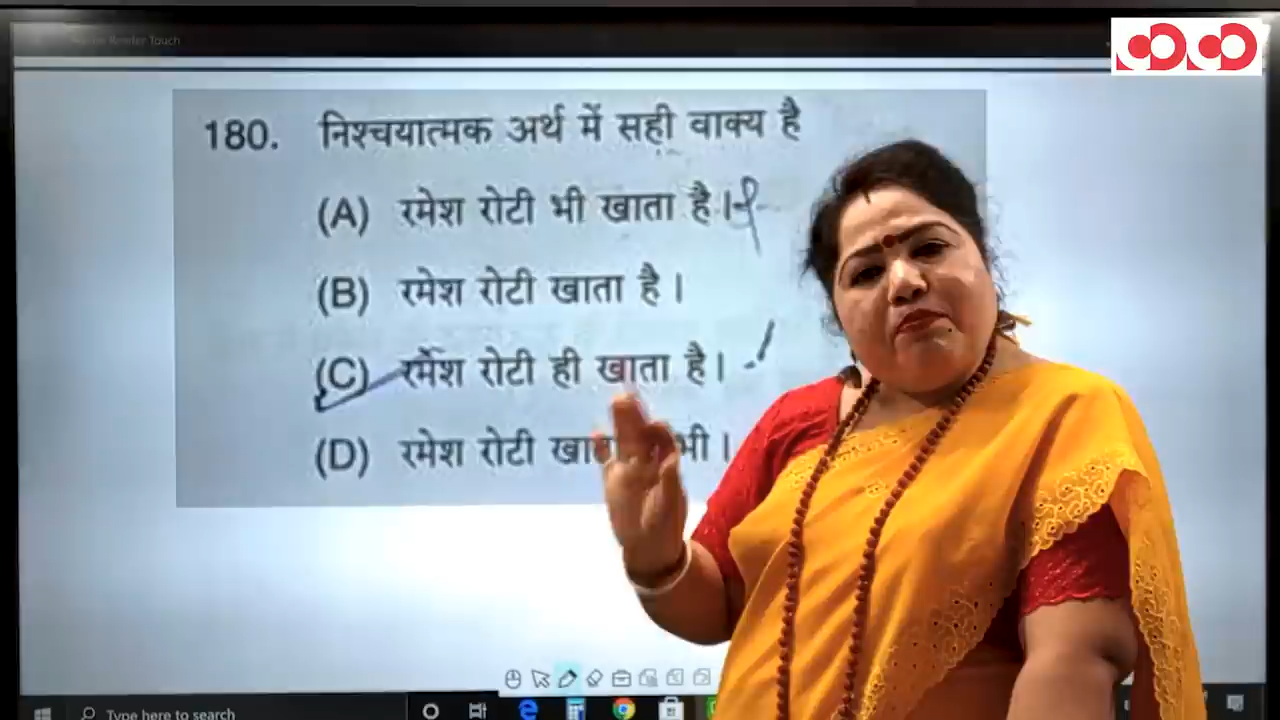 180. निश्चयात्मक अर्थ में सही वाक्य है
(A) रमेश रोटी भी खाता है।
(B) रमेश रोटी खाता है।
(C) रमेश रोटी ही खाता है।
(D) रमेश रोटी भी।
Type here to search